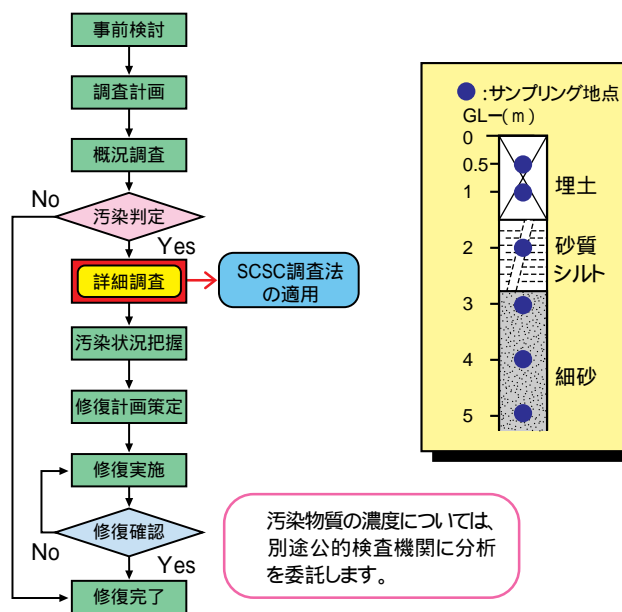 事前検討
調査計画
概況調査
No
汚染判定
Yes
詳細調査
SCSC調査法
の適用
汚染状況把握
修復計画策定
修復実施
修復確認
No
Yes
修復完了
汚染物質の濃度については、
別途公的検査機関に分析
を委託します。
:サンプリング地点
GLー(m)
0
0.5
1
埋土
2
砂質
シルト
3
4
細砂
5